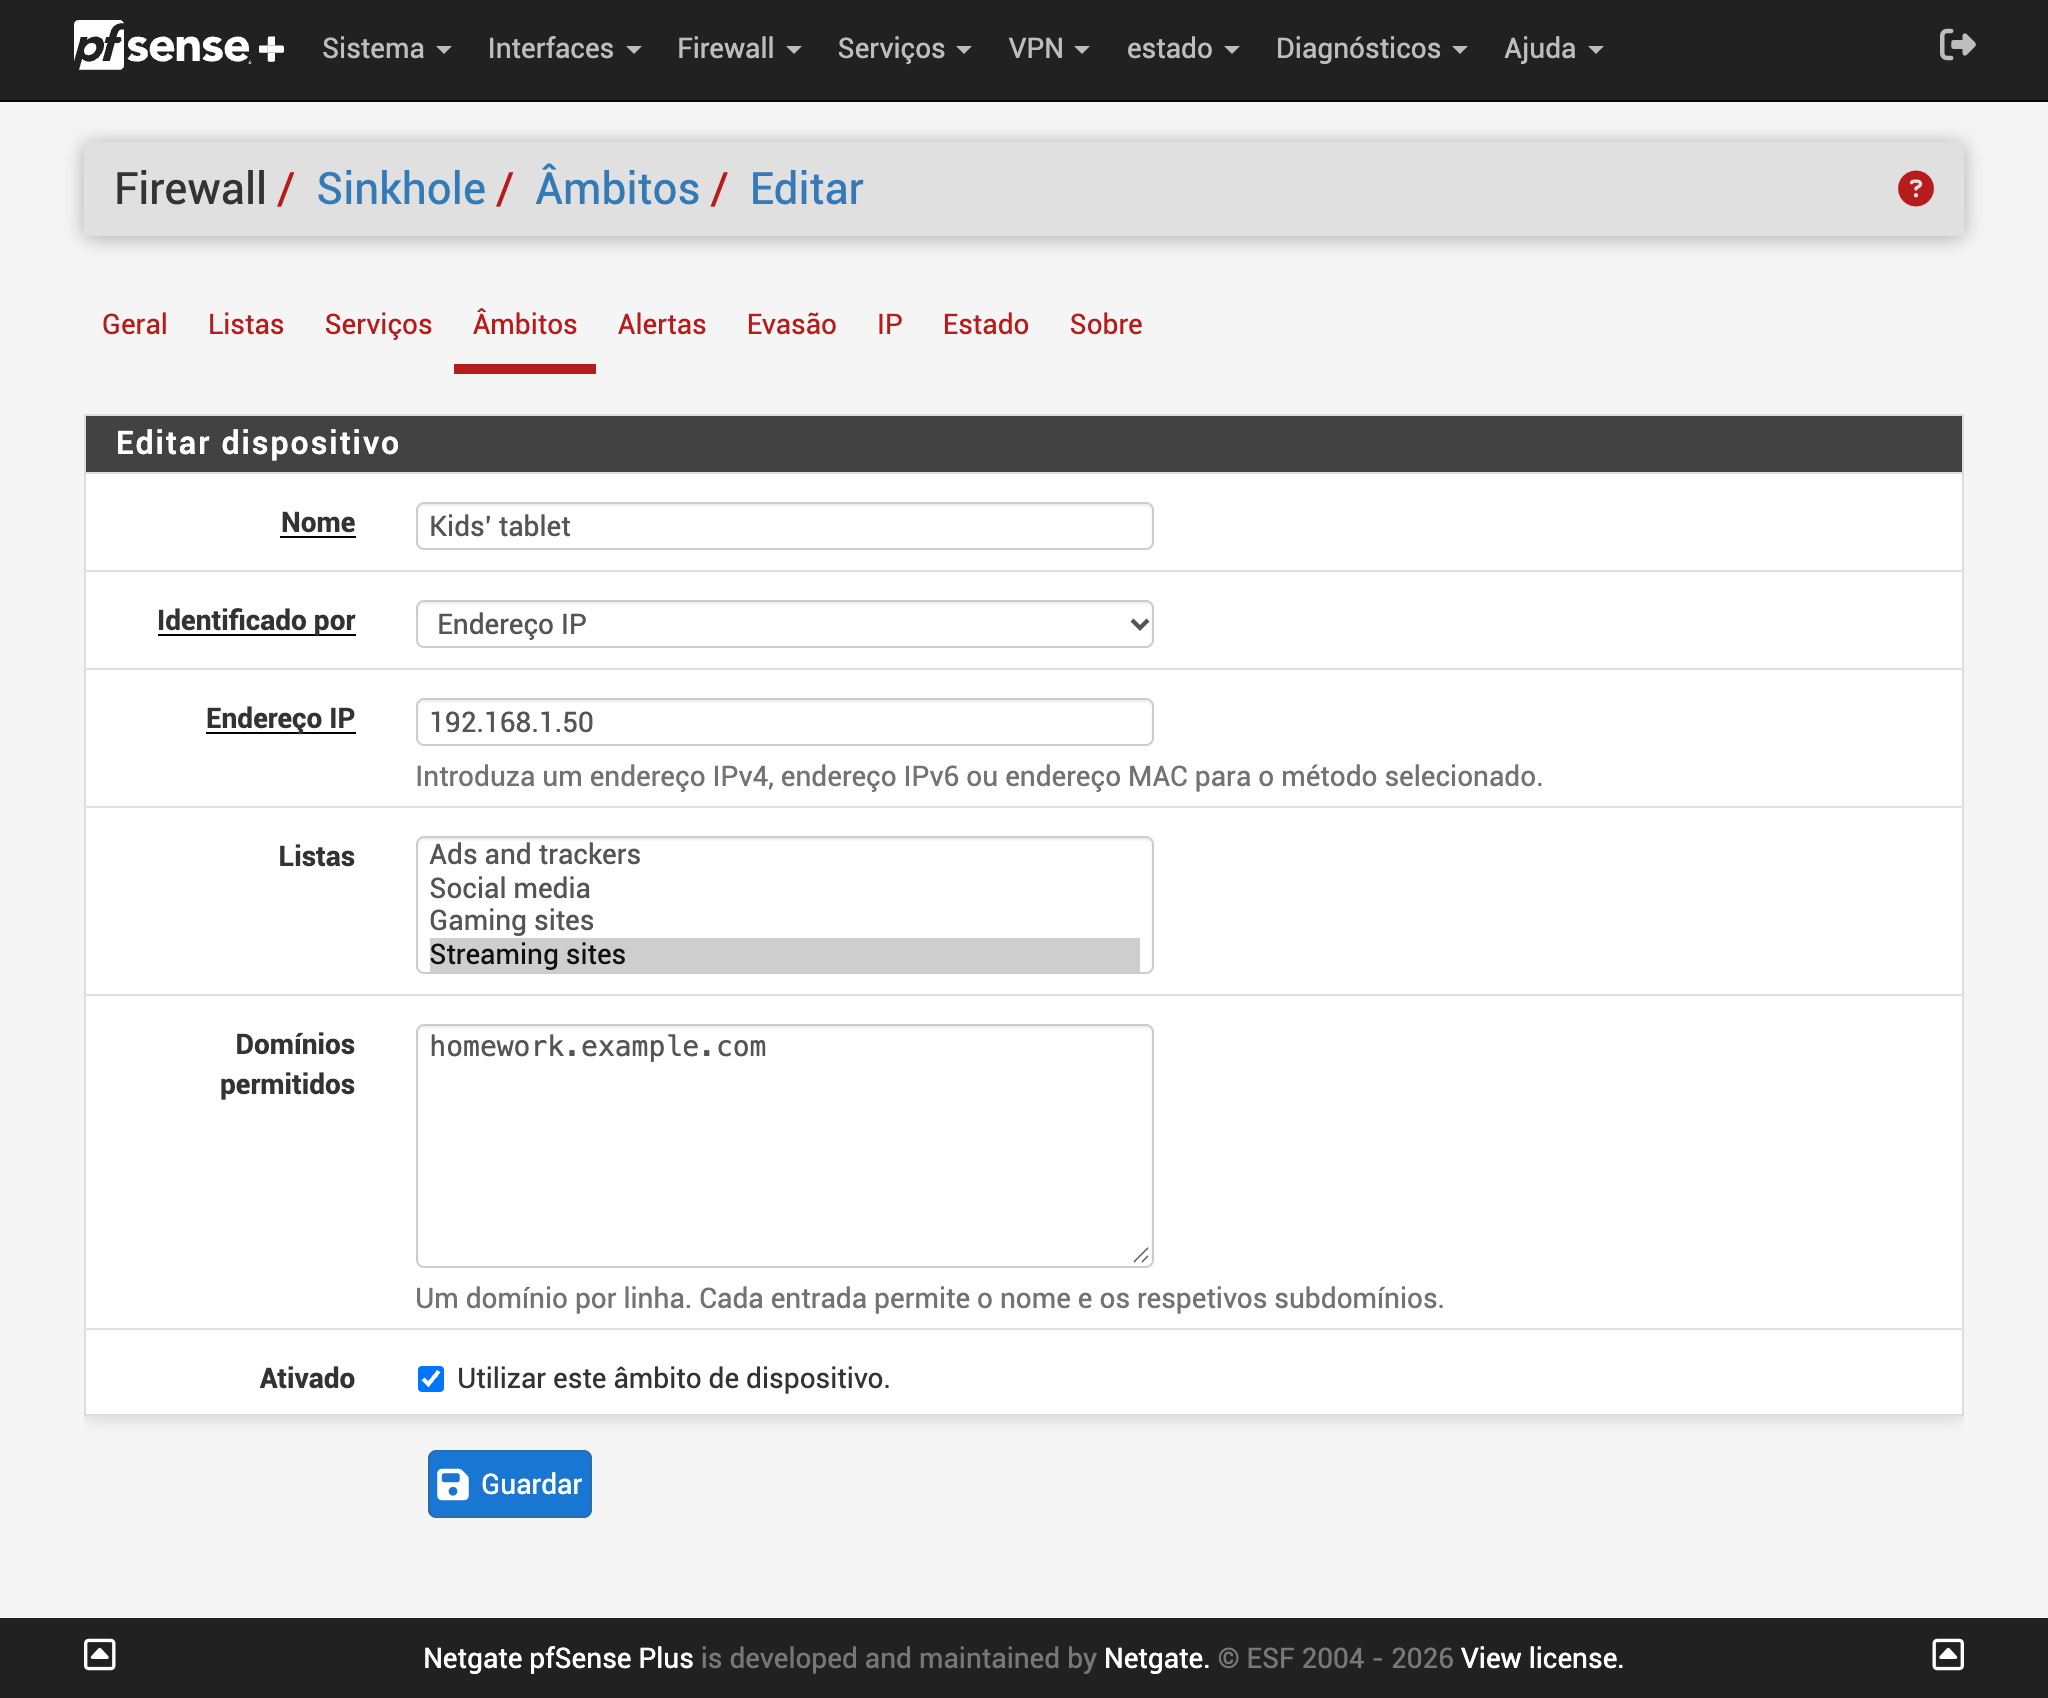 pfsense+ Sistema Interfaces Firewall Serviços VPN estado Diagnósticos Ajuda
Firewall / Sinkhole / Âmbitos / Editar
?
Geral Listas Serviços Âmbitos Alertas Evasão IP Estado Sobre
Editar dispositivo
Nome Kids' tablet
Identificado por Endereço IP
Endereço IP 192.168.1.50
Introduza um endereço IPv4, endereço IPv6 ou endereço MAC para o método selecionado.
Listas Ads and trackers
Social media
Gaming sites
Streaming sites
Domínios permitidos homework.example.com
Um domínio por linha. Cada entrada permite o nome e os respetivos subdomínios.
Ativado Utilizar este âmbito de dispositivo.
Guardar
Netgate pfSense Plus is developed and maintained by Netgate. © ESF 2004 - 2026 View license.